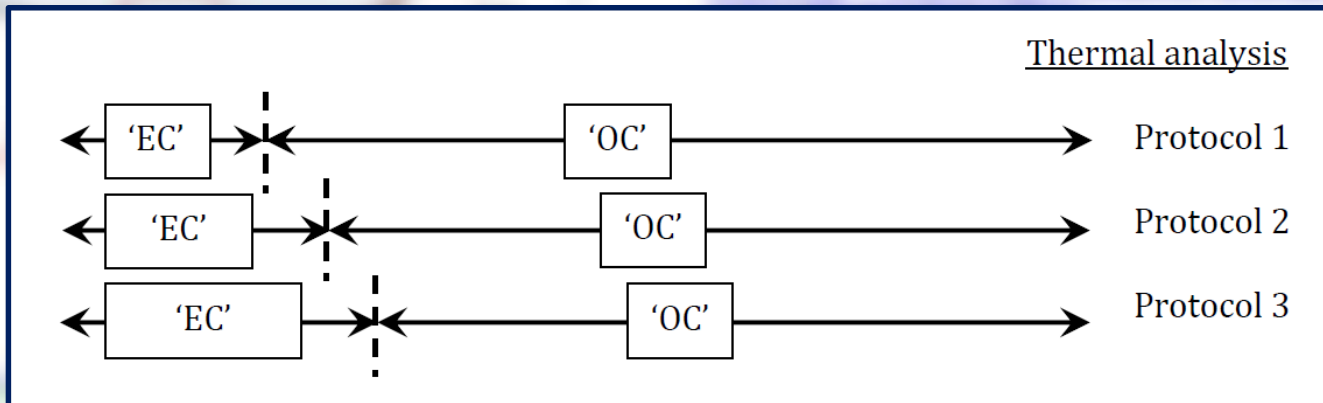 Thermal analysis
‘EC’ ‘OC’ Protocol 1
‘EC’ ‘OC’ Protocol 2
‘EC’ ‘OC’ Protocol 3